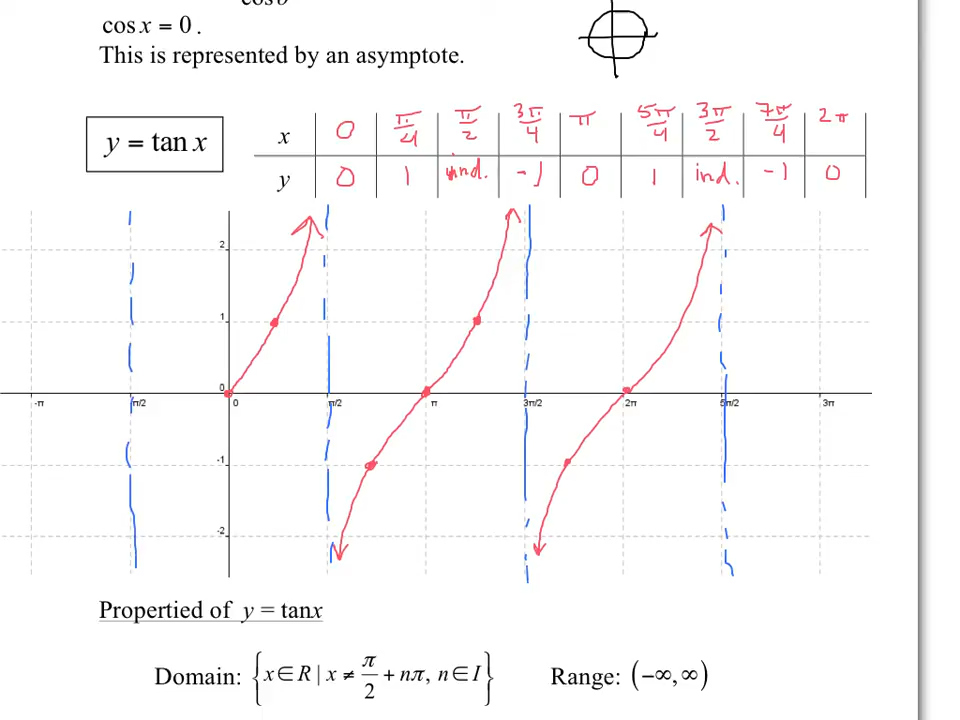 cosθ
cos x = 0 .
This is represented by an asymptote.
y = tan x
x 0 π/4 π/2 3π/4 π 5π/4 3π/2 7π/4 2π
y 0 1 und. -1 0 1 ind. -1 0
2
1
0
-π -π/2 0 π/2 π 3π/2 2π 5π/2 3π
-1
-2
Propertied of y = tanx
Domain: {x ∈ R | x ≠ π/2 + nπ, n ∈ I} Range: (−∞, ∞)